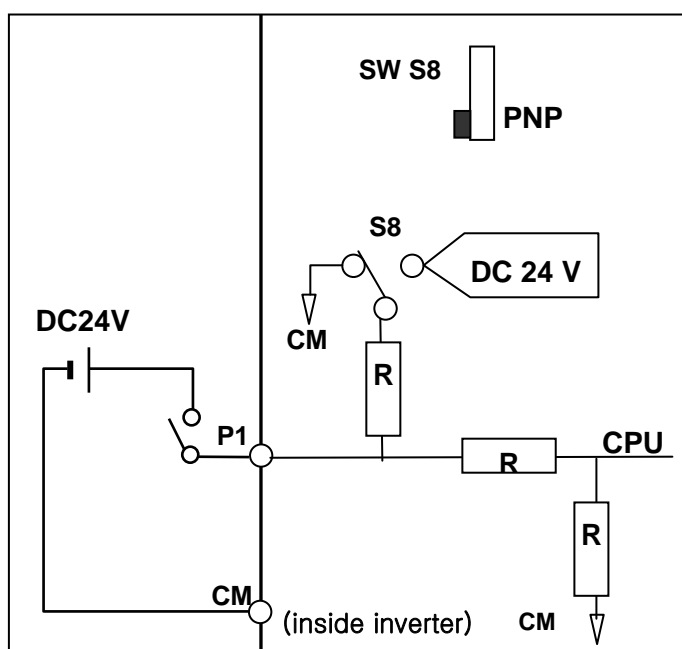 SW S8
PNP
S8
DC 24 V
DC24V
CM
R
P1
R
CPU
R
CM
(inside inverter)
CM